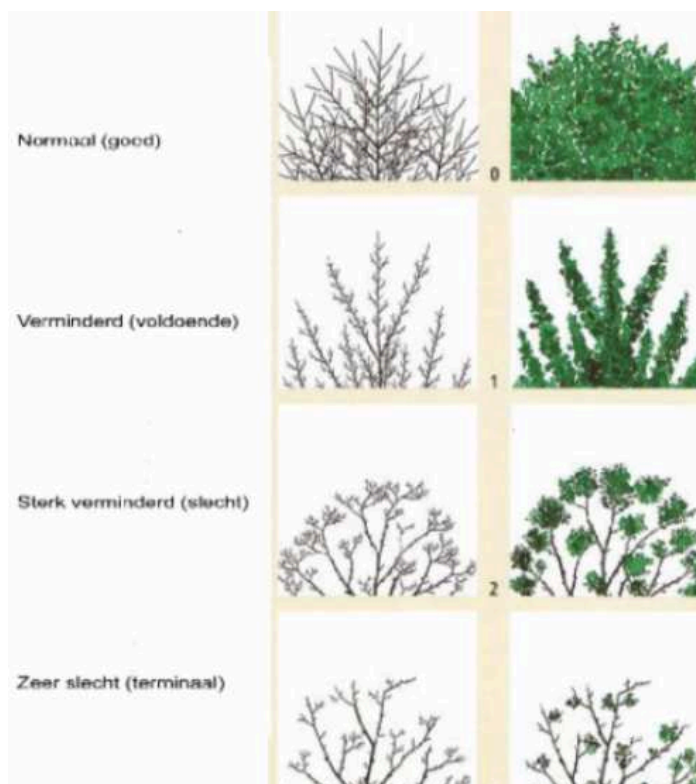 Normaal (goed)
0
Verminderd (voldoende)
1
Sterk verminderd (slecht)
2
Zeer slecht (terminaal)